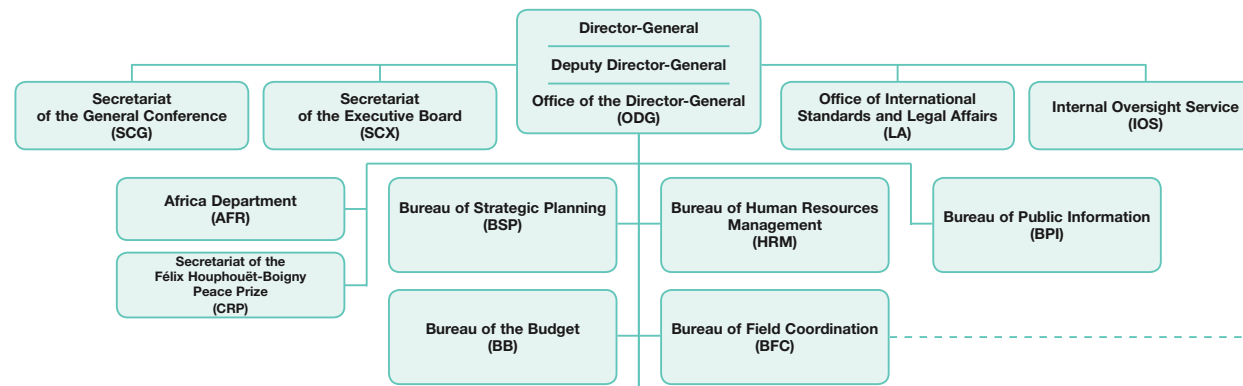 Director-General
Deputy Director-General
Office of the Director-General
(ODG)
Secretariat
of the General Conference
(SCG)
Secretariat
of the Executive Board
(SCX)
Office of International
Standards and Legal Affairs
(LA)
Internal Oversight Service
(IOS)
Africa Department
(AFR)
Secretariat of the
Félix Houphouët-Boigny
Peace Prize
(CRP)
Bureau of Strategic Planning
(BSP)
Bureau of Human Resources
Management
(HRM)
Bureau of Public Information
(BPI)
Bureau of the Budget
(BB)
Bureau of Field Coordination
(BFC)